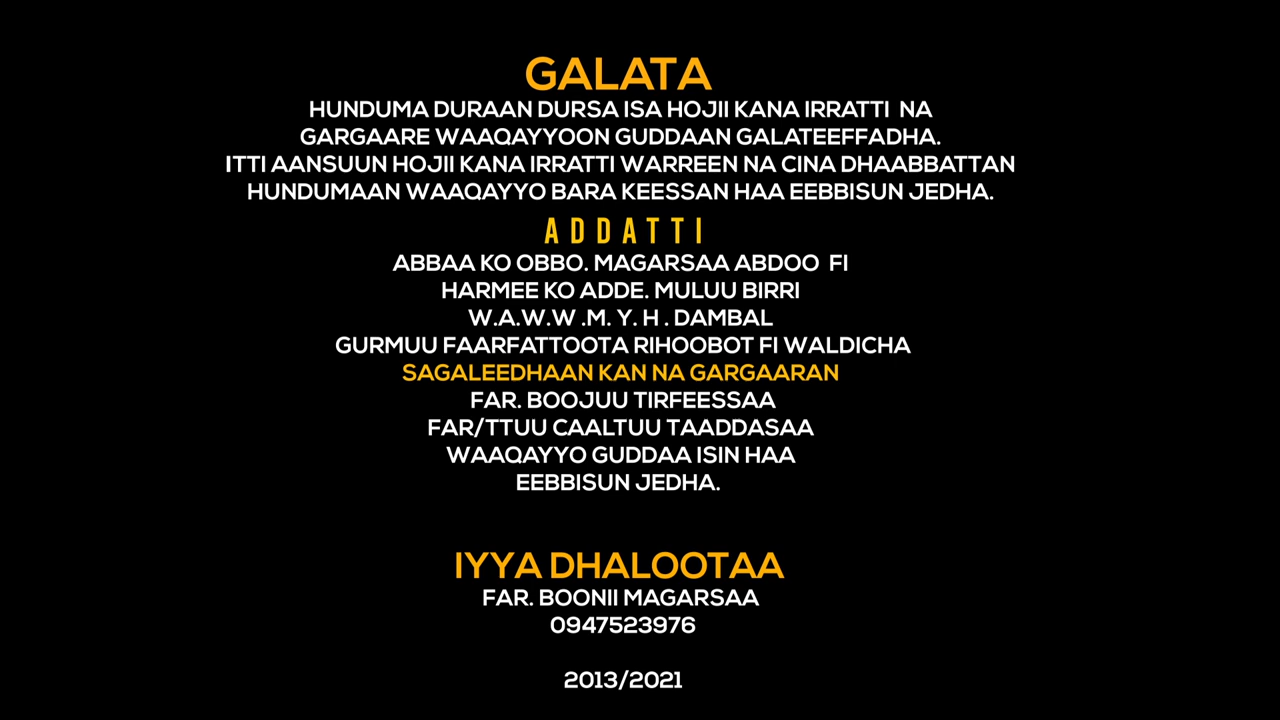 GALATA
HUNDUMA DURAAN DURSA ISA HOJII KANA IRRATTI NA
GARGAARE WAAQAYYOON GUDDAAN GALATEEFFADHA.
ITTI AANSUUN HOJII KANA IRRATTI WARREEN NA CINA DHAABBATTAN
HUNDUMAAN WAAQAYYO BARA KEESSAN HAA EEBBISUN JEDHA.
ADDATTI
ABBAA KO OBBO. MAGARSAA ABDOO FI
HARMEE KO ADDE. MULUU BIRRI
W.A.W.W .M. Y. H . DAMBAL
GURMUU FAARFATTOOTA RIHOOBOT FI WALDICHA
SAGALEEDHAAN KAN NA GARGAARAN
FAR. BOOJUU TIRFEESSAA
FAR/TTUU CAALTUU TAADDASAA
WAAQAYYO GUDDAA ISIN HAA
EEBBISUN JEDHA.
IYYA DHALOOTAA
FAR. BOONII MAGARSAA
0947523976
2013/2021